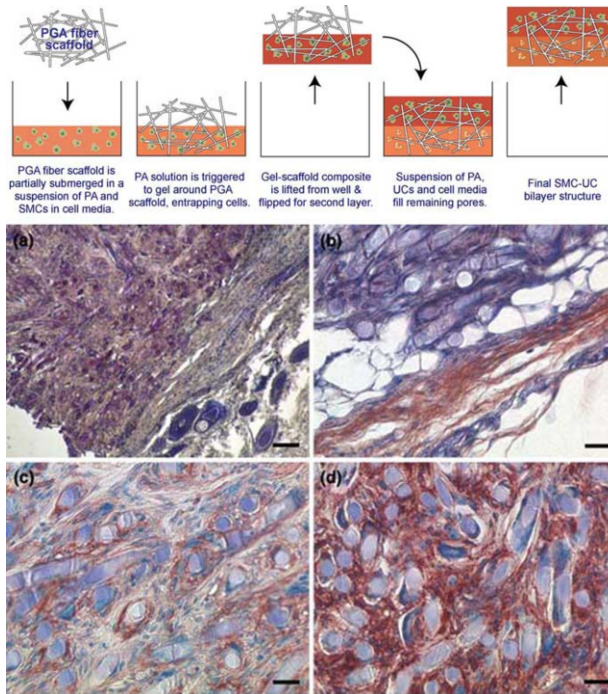 PGA fiber
scaffold
PGA fiber scaffold is
partially submerged in a
suspension of PA and
SMCs in cell media.
PA solution is triggered
to gel around PGA
scaffold, entrapping cells.
Gel-scaffold composite
is lifted from well &
flipped for second layer.
Suspension of PA,
UCs and cell media
fill remaining pores.
Final SMC-UC
bilayer structure
(a)
(b)
(c)
(d)